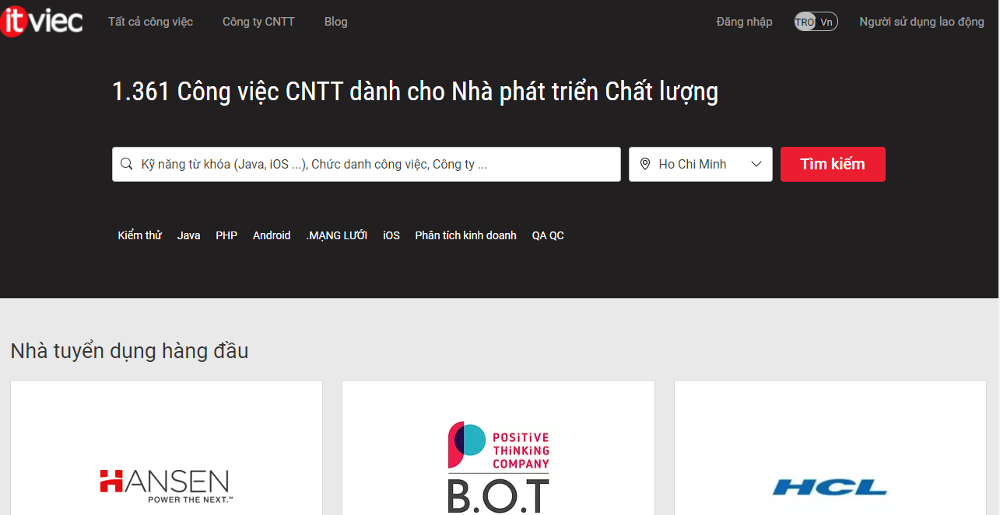 itviec Tất cả công việc Công ty CNTT Blog Đăng nhập TRO Vn Người sử dụng lao động
1.361 Công việc CNTT dành cho Nhà phát triển Chất lượng
Kỹ năng từ khóa (Java, iOS ...), Chức danh công việc, Công ty ... Ho Chi Minh Tìm kiếm
Kiểm thử Java PHP Android .MẠNG LƯỚI iOS Phân tích kinh doanh QA QC
Nhà tuyển dụng hàng đầu
HANSEN
POWER THE NEXT.™
POSiTiVE
THiNKiNG
COMPANY
B.O.T
HCL